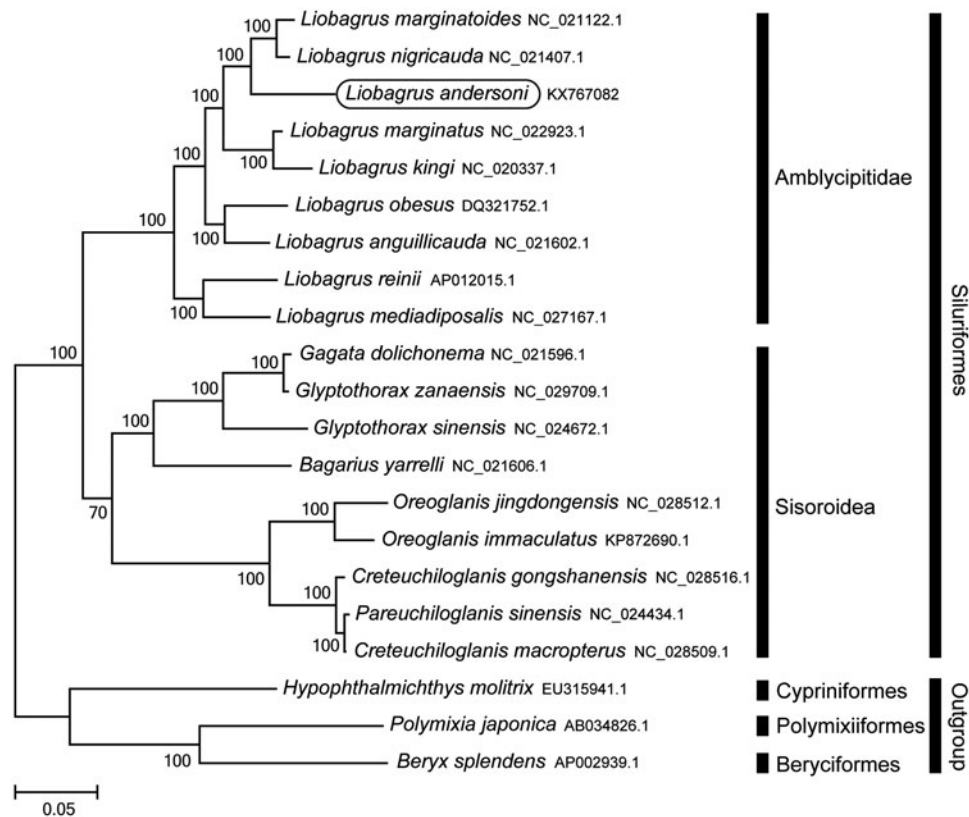 Liobagrus marginatoides NC_021122.1
100
Liobagrus nigricauda NC_021407.1
100
Liobagrus andersoni KX767082
100
Liobagrus marginatus NC_022923.1
100
Liobagrus kingi NC_020337.1
100
Amblycipitidae
Liobagrus obesus DQ321752.1
100
Liobagrus anguillicauda NC_021602.1
100
Liobagrus reinii AP012015.1
100
Liobagrus mediadiposalis NC_027167.1
Siluriformes
100
Gagata dolichonema NC_021596.1
100
Glyptothorax zanaensis NC_029709.1
100
Glyptothorax sinensis NC_024672.1
100
Bagarius yarrelli NC_021606.1
70
Oreoglanis jingdongensis NC_028512.1
100
Sisoroidea
Oreoglanis immaculatus KP872690.1
100
Creteuchiloglanis gongshanensis NC_028516.1
100
Pareuchiloglanis sinensis NC_024434.1
100
Creteuchiloglanis macropterus NC_028509.1
Hypophthalmichthys molitrix EU315941.1
Cypriniformes
Polymixia japonica AB034826.1
Polymixiiformes
100
Beryx splendens AP002939.1
Beryciformes
Outgroup
0.05